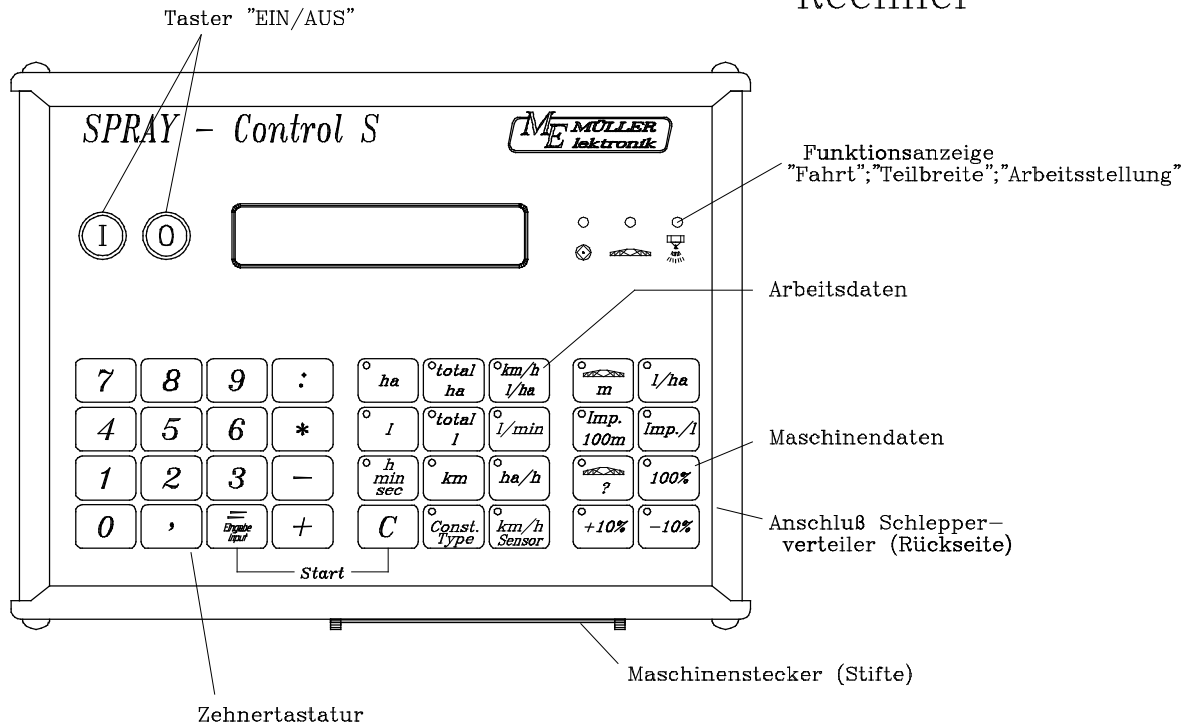 Rechner
Taster "EIN/AUS"
SPRAY - Control S
ME MÜLLER
lektronik
Funktionsanzeige
"Fahrt";"Teilbreite";"Arbeitsstellung"
I O
Arbeitsdaten
7 8 9 : ha total ha km/h l/ha m l/ha
4 5 6 * l total l l/min Imp. 100m Imp./l
Maschinendaten
1 2 3 - h min sec km ha/h ? 100%
0 , = Eingabe Input + C Const. Type km/h Sensor +10% -10%
Anschluß Schlepper-
verteiler (Rückseite)
Start
Maschinenstecker (Stifte)
Zehnertastatur